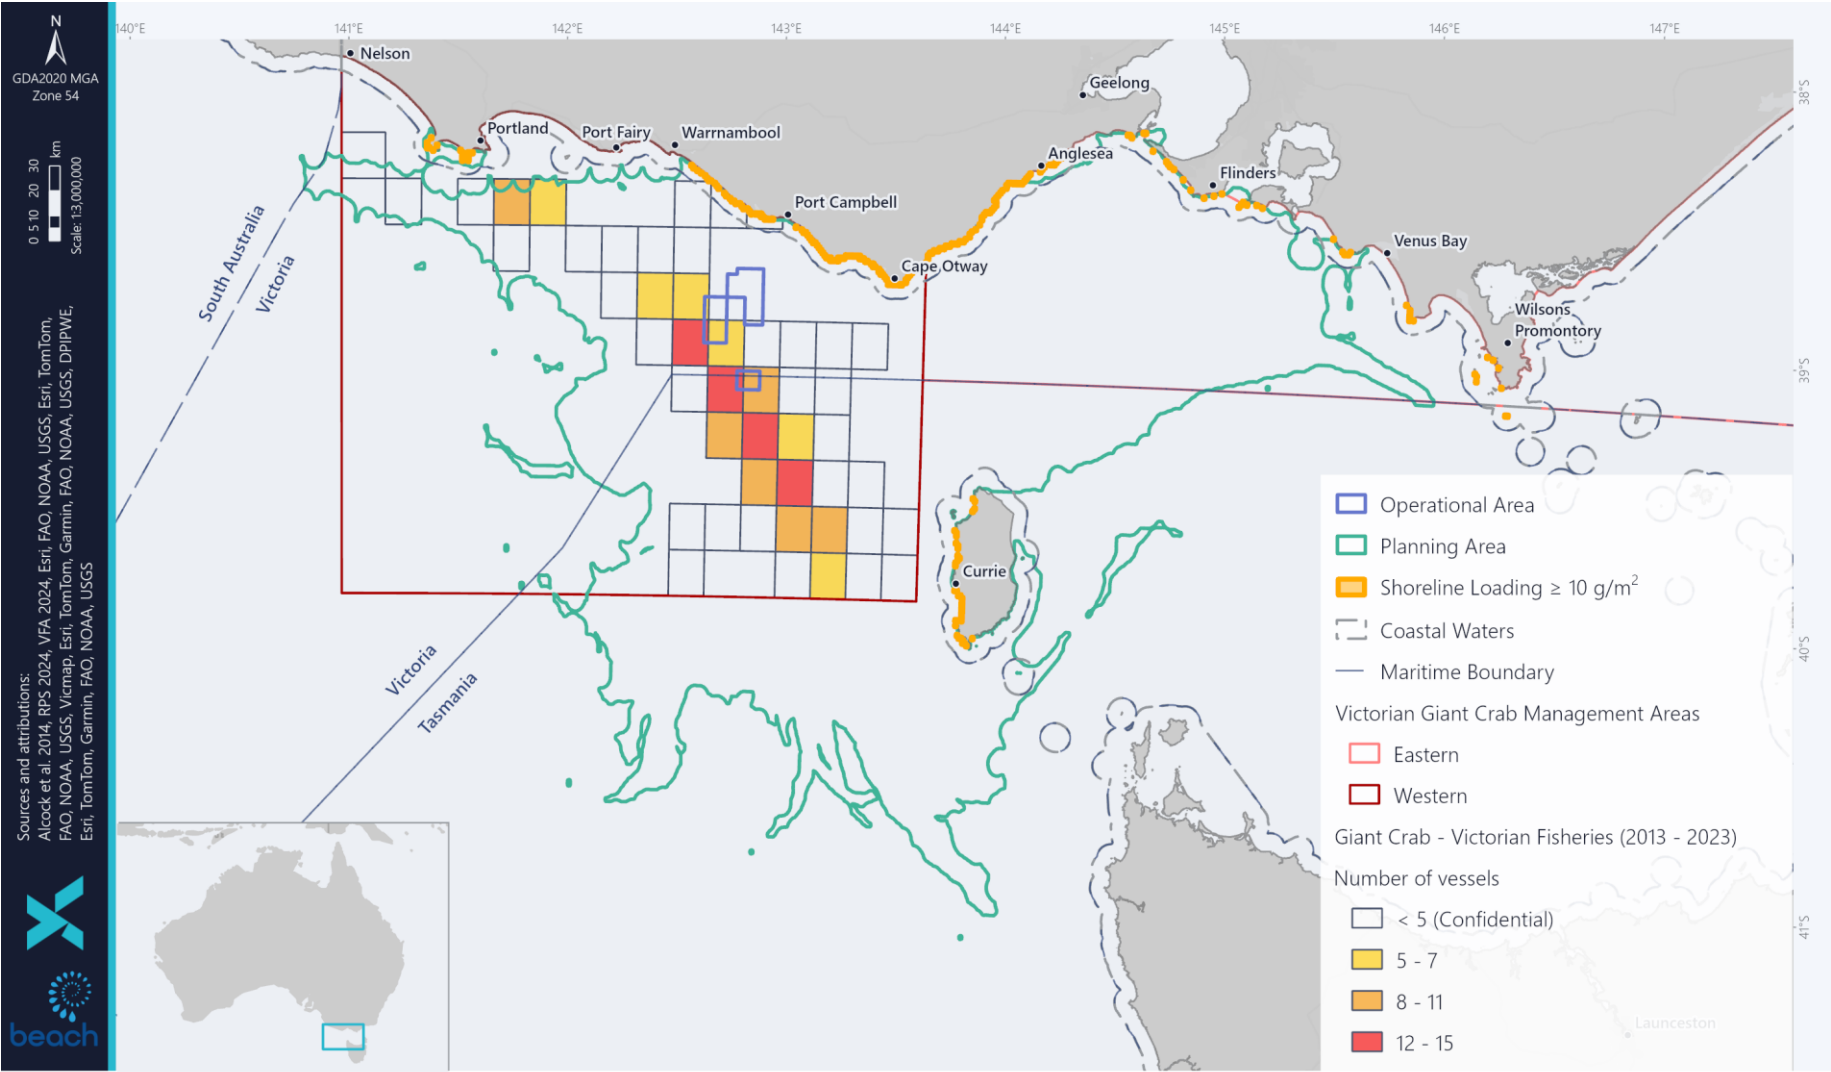 N
GDA2020 MGA
Zone 54
0 5 10 20 30 km
Scale: 1:3,000,000
Sources and attributions:
Alcock et al. 2014, RPS 2024, VFA 2024, Esri, FAO, NOAA, USGS, Esri, TomTom,
FAO, NOAA, USGS, Vicmap, Esri, TomTom, Garmin, FAO, NOAA, USGS, DPIPWE,
Esri, TomTom, Garmin, FAO, NOAA, USGS
beach
140°E
141°E
142°E
143°E
144°E
145°E
146°E
147°E
38°S
39°S
40°S
41°S
Nelson
Portland
Port Fairy
Warrnambool
Port Campbell
Cape Otway
Geelong
Anglesea
Flinders
Venus Bay
Wilsons
Promontory
Currie
South Australia
Victoria
Victoria
Tasmania
Operational Area
Planning Area
Shoreline Loading ≥ 10 g/m²
Coastal Waters
Maritime Boundary
Victorian Giant Crab Management Areas
Eastern
Western
Giant Crab - Victorian Fisheries (2013 - 2023)
Number of vessels
< 5 (Confidential)
5 - 7
8 - 11
12 - 15
Launceston